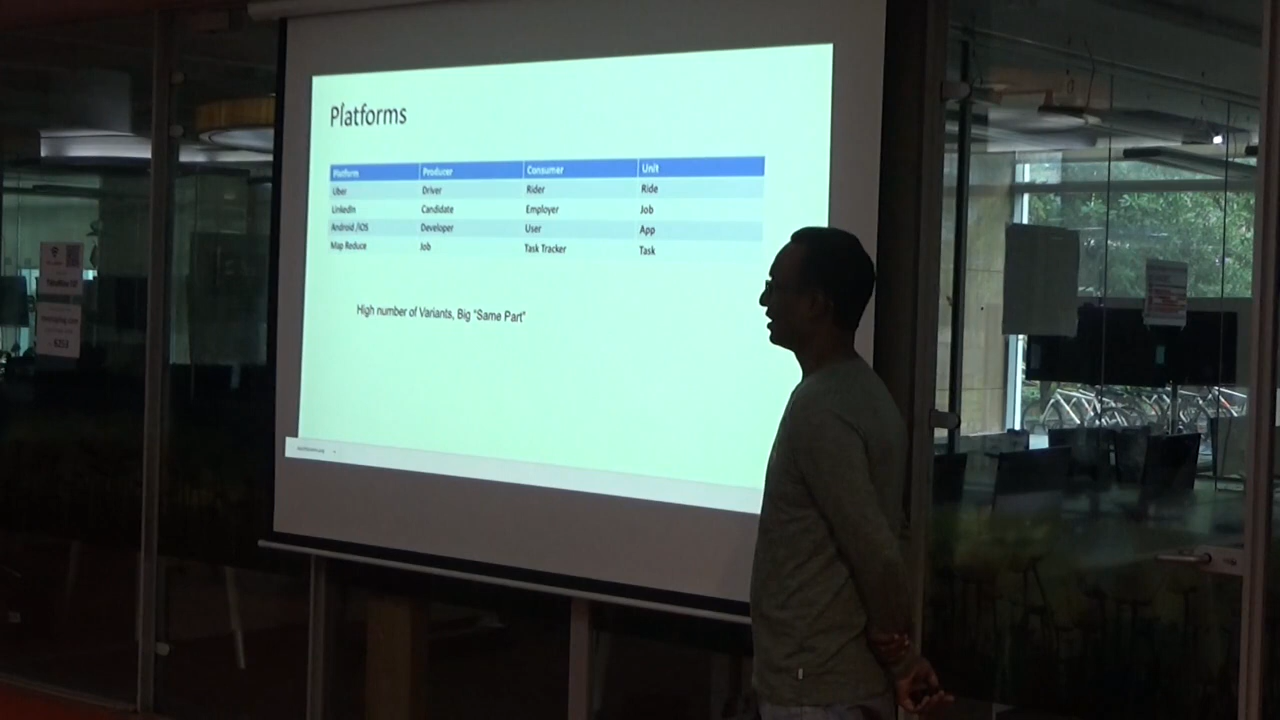 Platforms
Platform Producer Consumer Unit
Uber Driver Rider Ride
LinkedIn Candidate Employer Job
Android /iOS Developer User App
Map Reduce Job Task Tracker Task
High number of Variants, Big "Same Part"
6253